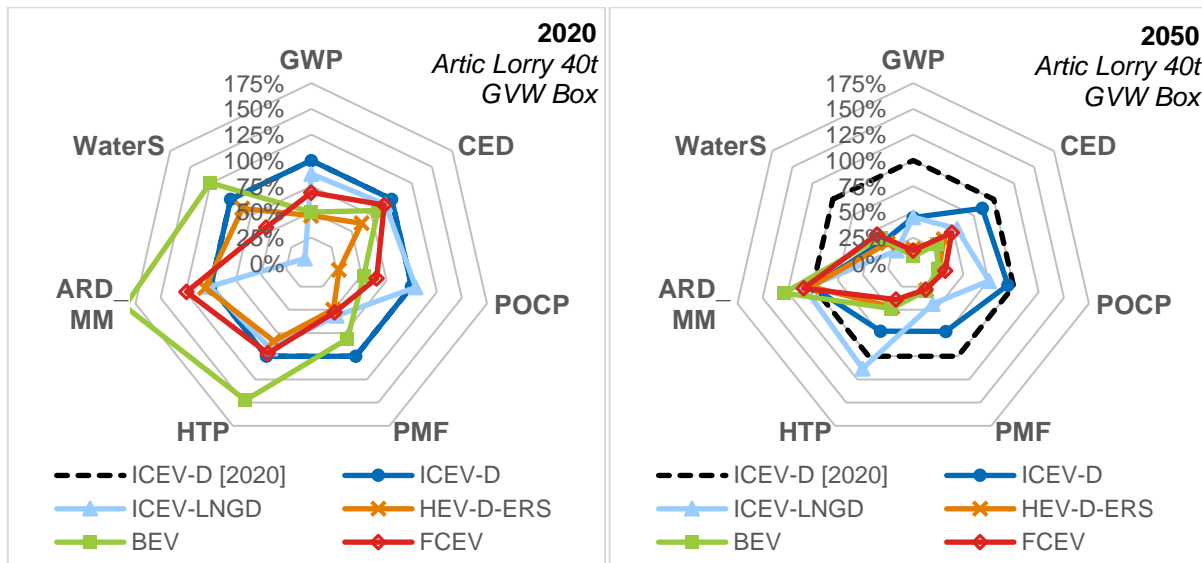 2020
Artic Lorry 40t
GVW Box
GWP
CED
POCP
PMF
HTP
ARD_
MM
WaterS
175%
150%
125%
100%
75%
50%
25%
0%
ICEV-D [2020]
ICEV-D
ICEV-LNGD
HEV-D-ERS
BEV
FCEV
2050
Artic Lorry 40t
GVW Box
GWP
CED
POCP
PMF
HTP
ARD_
MM
WaterS
175%
150%
125%
100%
75%
50%
25%
0%
ICEV-D [2020]
ICEV-D
ICEV-LNGD
HEV-D-ERS
BEV
FCEV